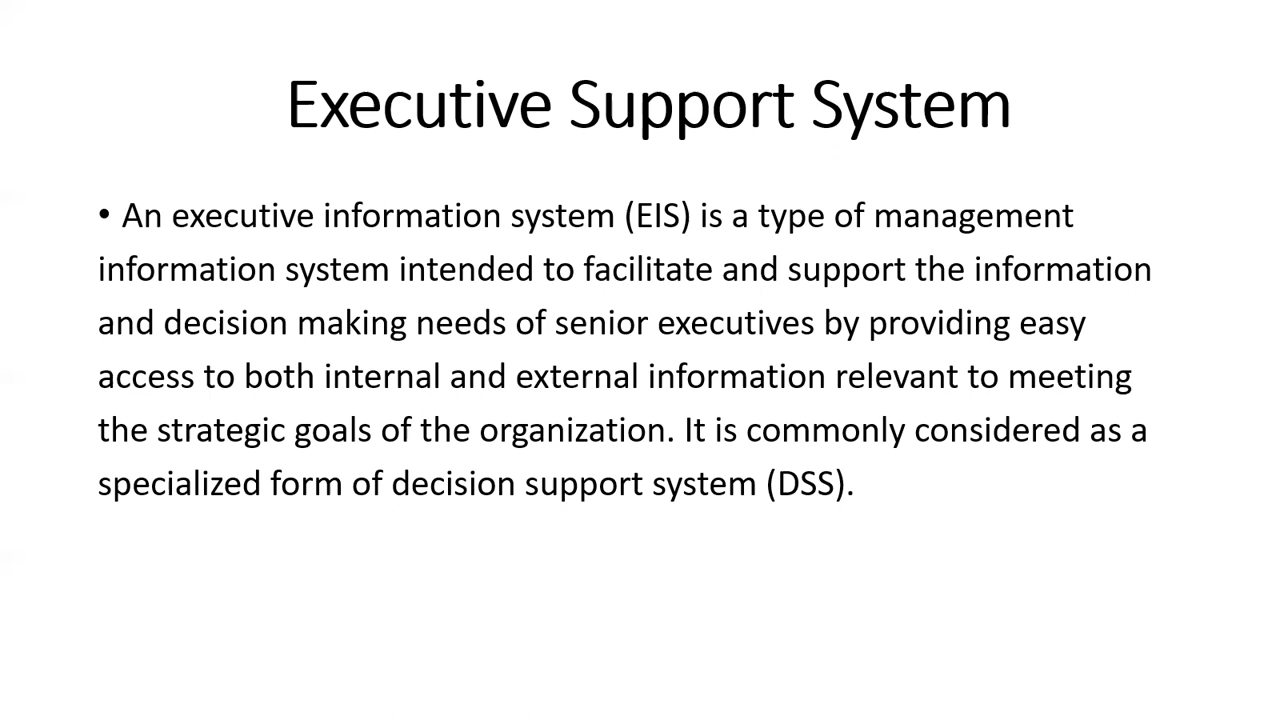 Executive Support System
• An executive information system (EIS) is a type of management
information system intended to facilitate and support the information
and decision making needs of senior executives by providing easy
access to both internal and external information relevant to meeting
the strategic goals of the organization. It is commonly considered as a
specialized form of decision support system (DSS).